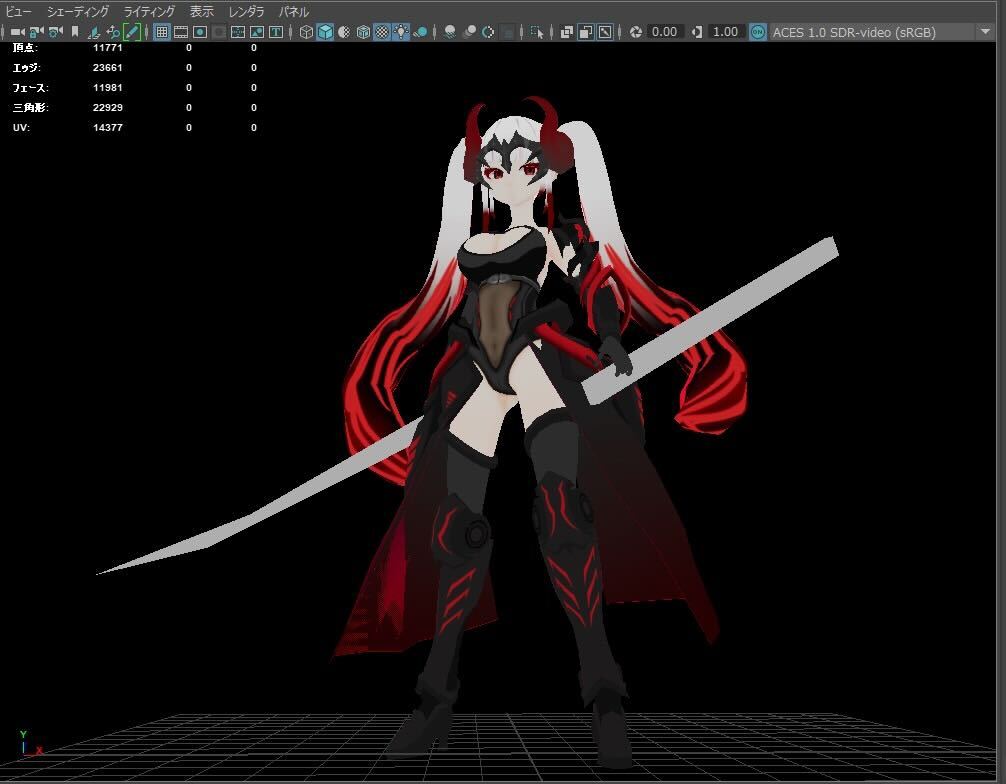 ビュー シェーディング ライティング 表示 レンダラ パネル
0.00 1.00 ON ACES 1.0 SDR-video (sRGB)
頂点: 11771 0 0
エッジ: 23661 0 0
フェース: 11981 0 0
三角形: 22929 0 0
UV: 14377 0 0
Y
X